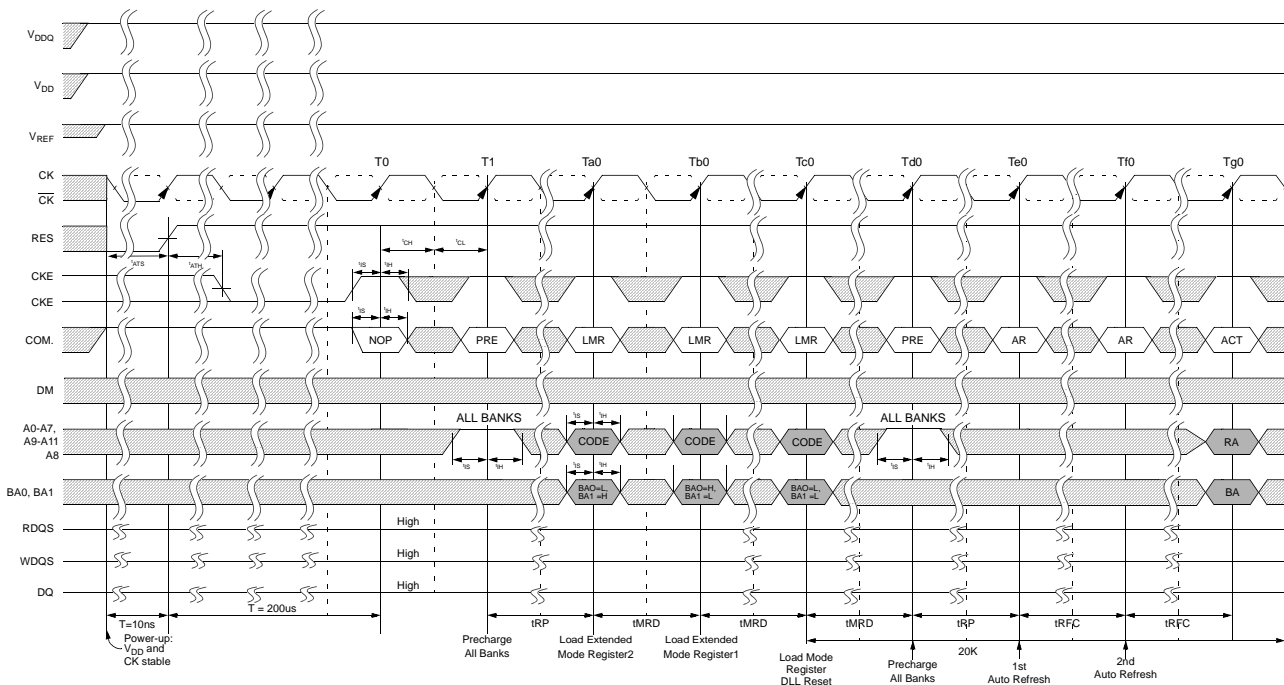 VDDQ
VDD
VREF
T0 T1 Ta0 Tb0 Tc0 Td0 Te0 Tf0 Tg0
CK
CK
RES
tCH tCL
tATS tATH
tIS tIH
CKE
CKE
tIS tIH
COM. NOP PRE LMR LMR LMR PRE AR AR ACT
DM
ALL BANKS ALL BANKS
A0-A7,
A9-A11
A8
tIS tIH
CODE CODE CODE RA
tIS tIH tIS tIH
tIS tIH
BA0, BA1
BAO=L, BAO=H, BAO=L,
BA1 =H BA1 =L BA1 =L
BA
RDQS High
WDQS High
DQ High
T=10ns T = 200us tRP tMRD tMRD tMRD tRP tRFC tRFC
Power-up:
VDD and
CK stable
Precharge
All Banks
Load Extended
Mode Register2
Load Extended
Mode Register1
Load Mode
Register
DLL Reset
Precharge
All Banks
20K
1st
Auto Refresh
2nd
Auto Refresh